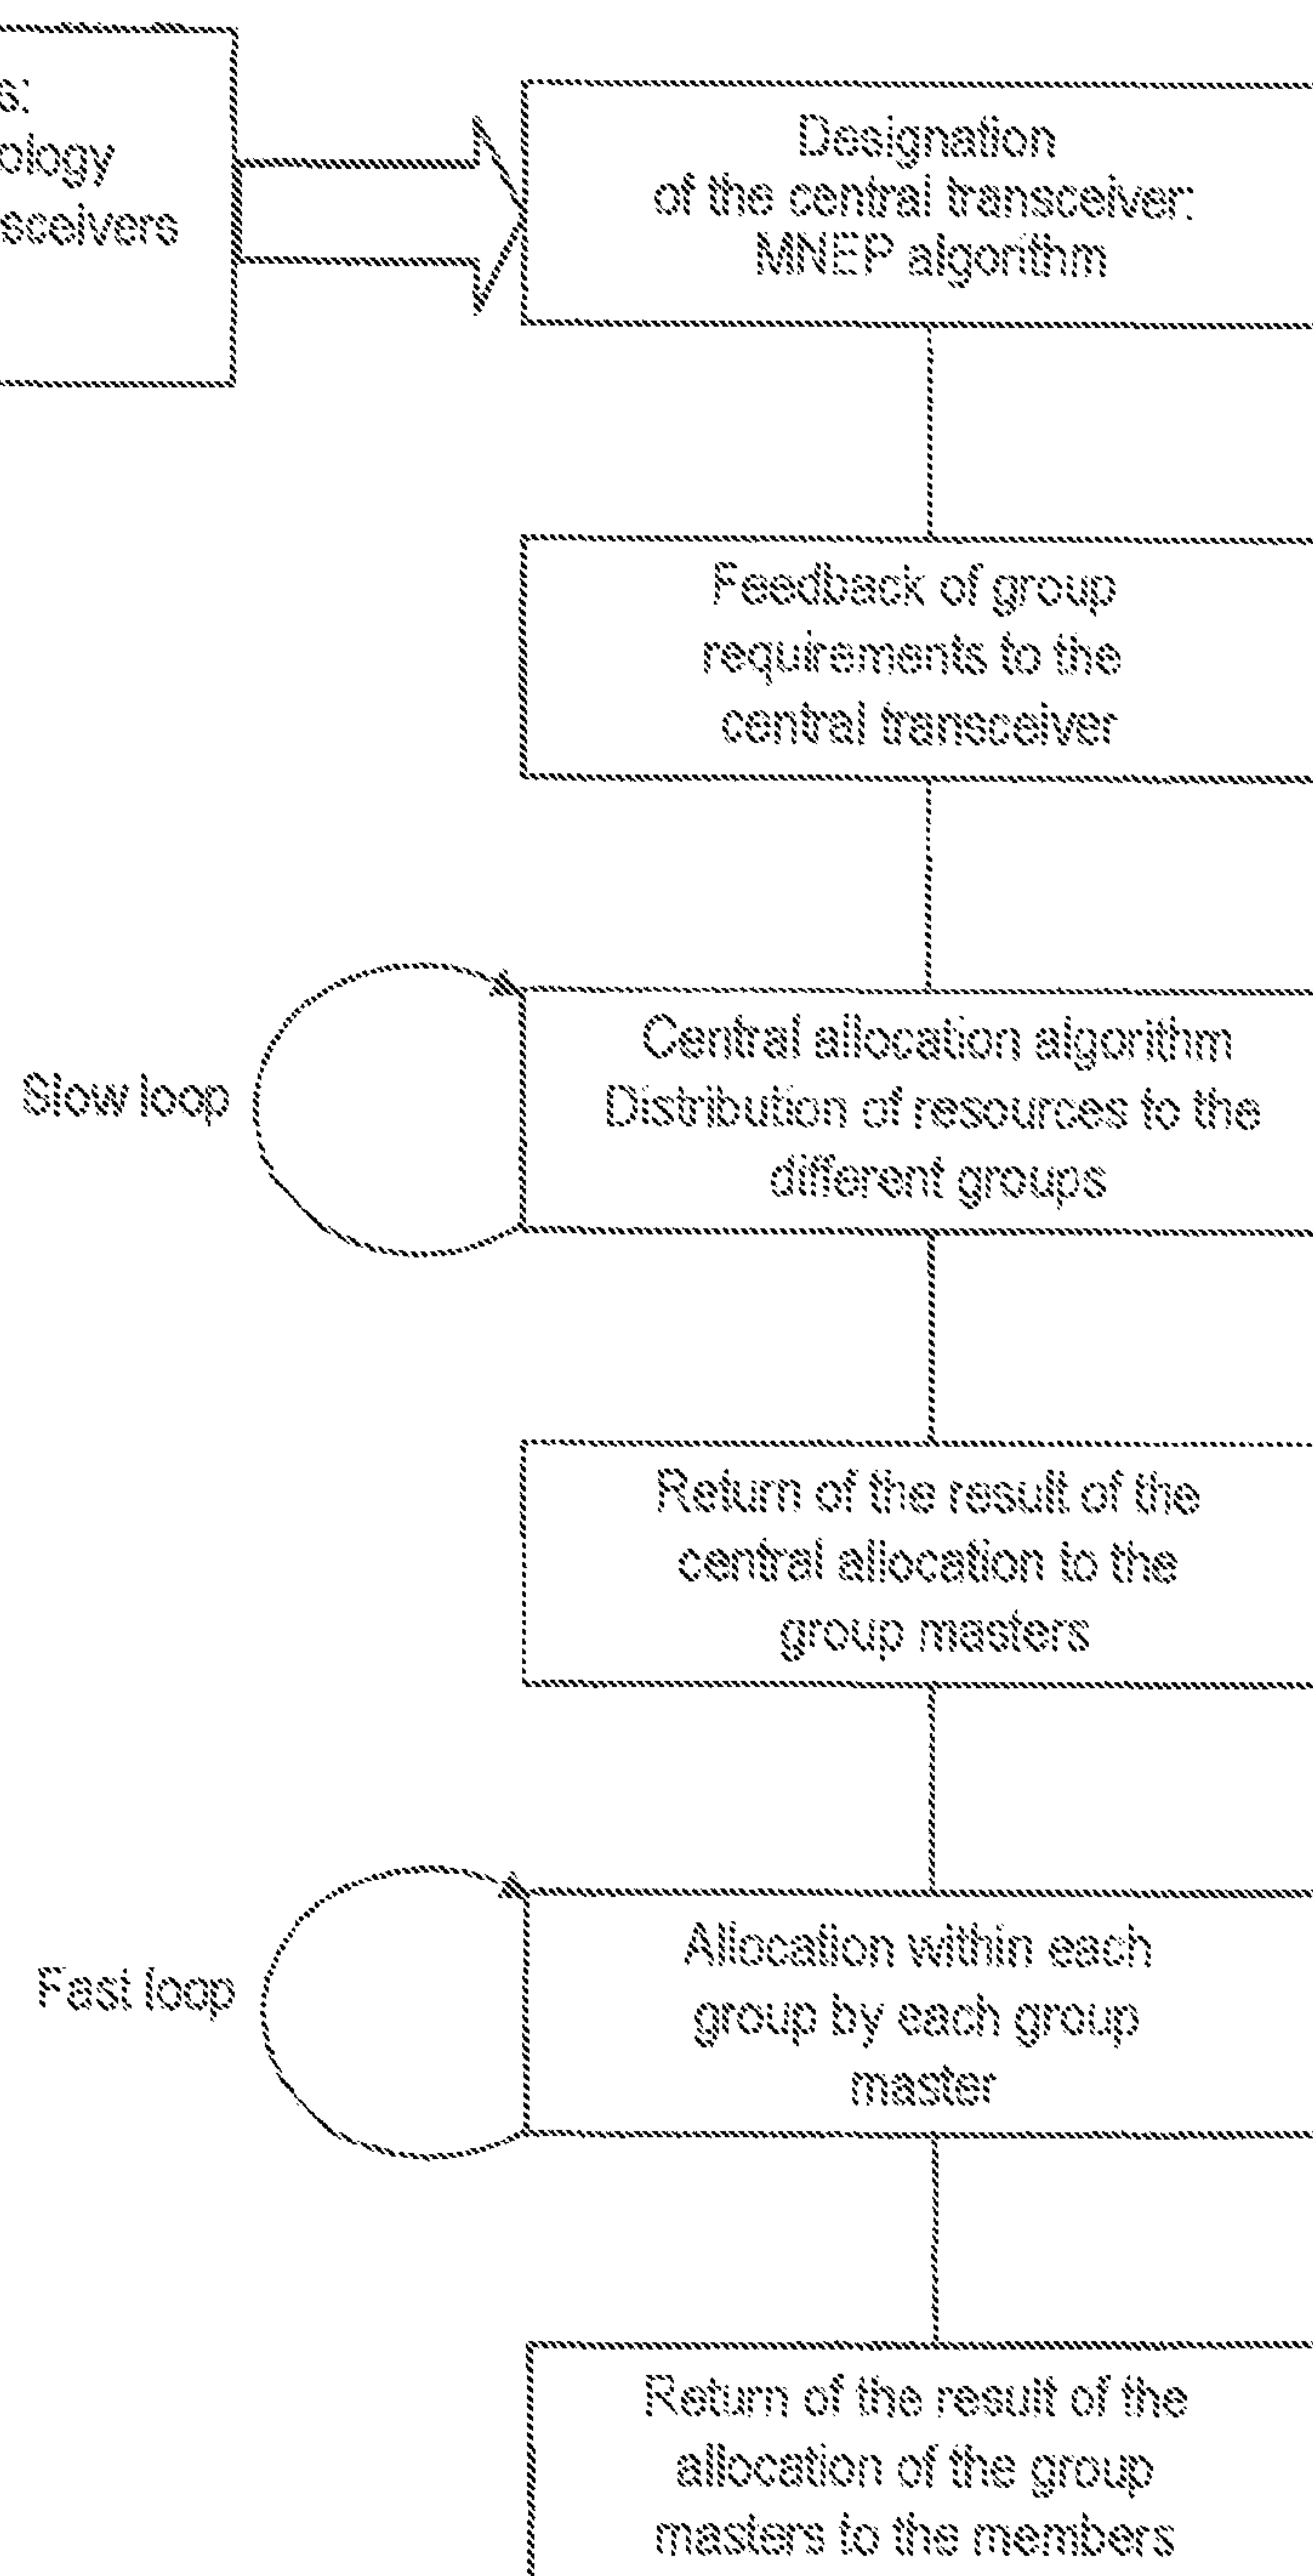 s:
ology
sceivers
Designation
of the central transceiver:
MNEP algorithm
Feedback of group
requirements to the
central transceiver
Slow loop
Central allocation algorithm
Distribution of resources to the
different groups
Return of the result of the
central allocation to the
group masters
Fast loop
Allocation within each
group by each group
master
Return of the result of the
allocation of the group
masters to the members